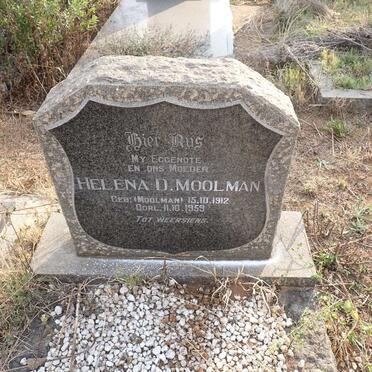 Hier Rus
MY EGGENOTE
EN ONS MOEDER
HELENA D. MOOLMAN
GEB: (MOOLMAN) 15.10.1912
OORL. 11.10.1959
TOT WEERSIENS.